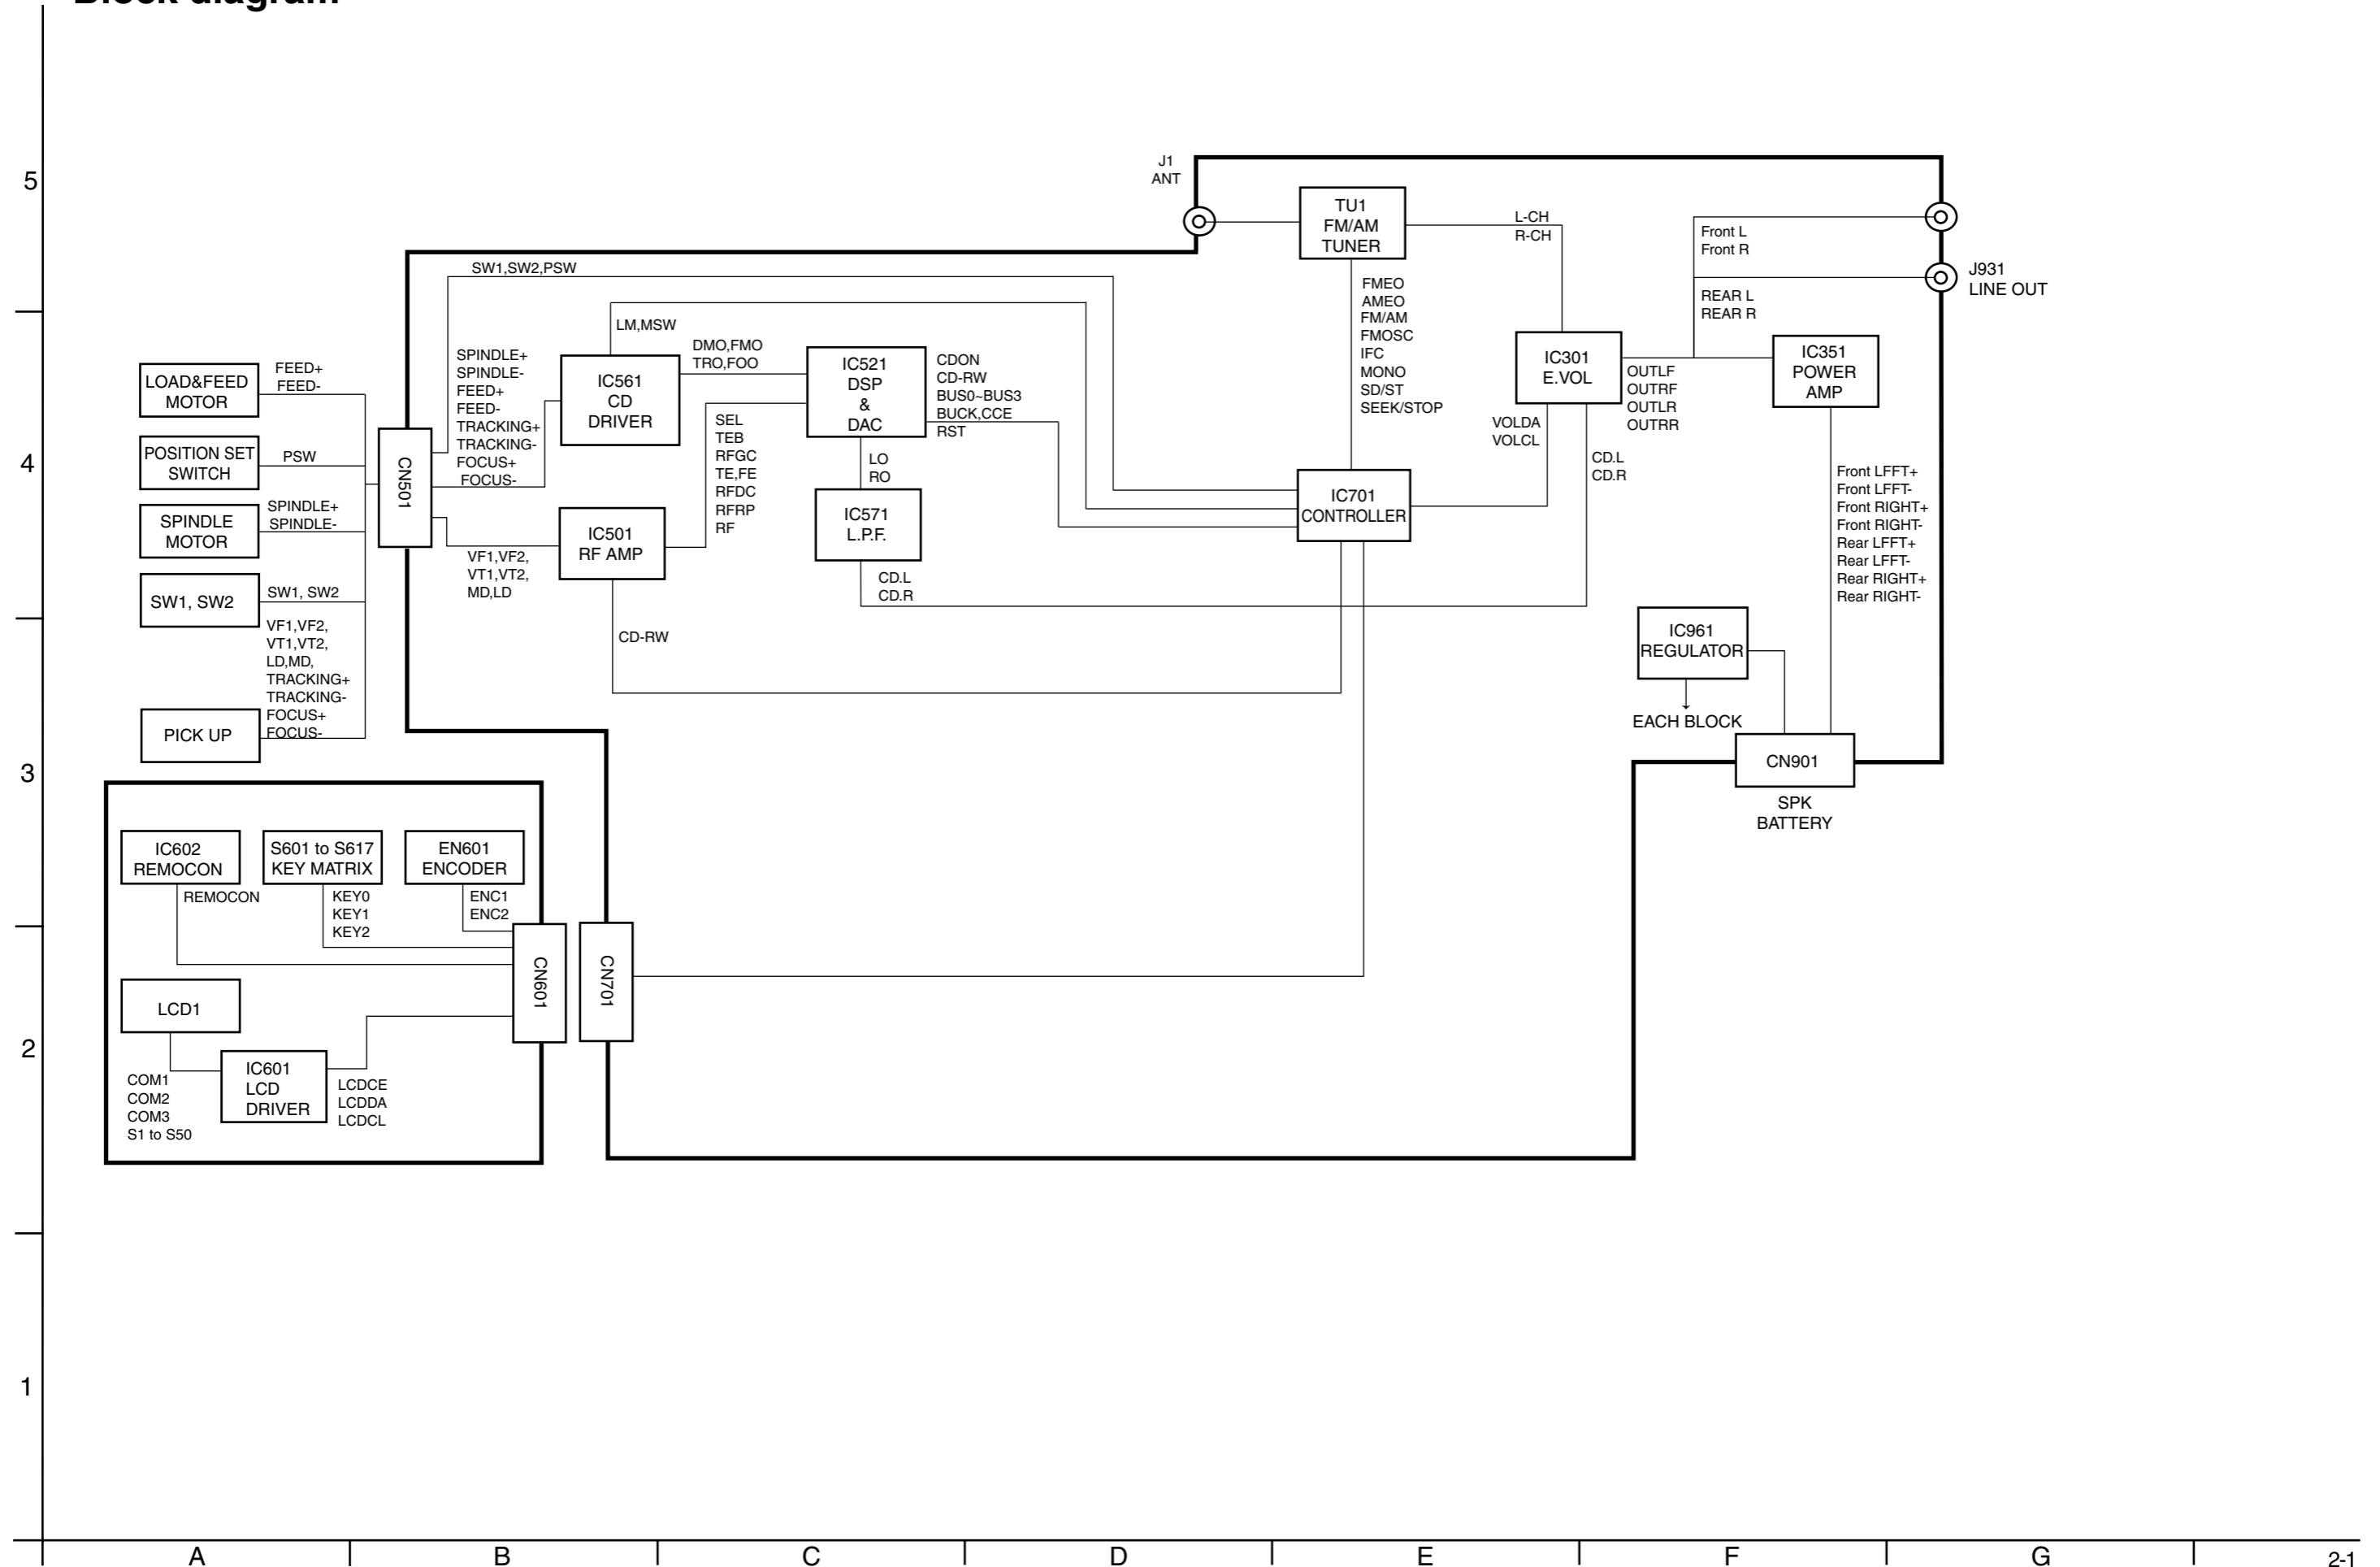 Block diagram
5
4
3
2
1
J1
ANT
TU1
FM/AM
TUNER
L-CH
R-CH
Front L
Front R
REAR L
REAR R
J931
LINE OUT
SW1,SW2,PSW
LM,MSW
FMEO
AMEO
FM/AM
FMOSC
IFC
MONO
SD/ST
SEEK/STOP
LOAD&FEED
MOTOR
FEED+
FEED-
POSITION SET
SWITCH
PSW
SPINDLE
MOTOR
SPINDLE+
SPINDLE-
SW1, SW2
SW1, SW2
PICK UP
VF1,VF2,
VT1,VT2,
LD,MD,
TRACKING+
TRACKING-
FOCUS+
FOCUS-
CN501
SPINDLE+
SPINDLE-
FEED+
FEED-
TRACKING+
TRACKING-
FOCUS+
FOCUS-
IC561
CD
DRIVER
DMO,FMO
TRO,FOO
IC521
DSP
&
DAC
CDON
CD-RW
BUS0~BUS3
BUCK,CCE
RST
SEL
TEB
RFGC
TE,FE
RFDC
RFRP
RF
LO
RO
IC501
RF AMP
VF1,VF2,
VT1,VT2,
MD,LD
CD-RW
IC571
L.P.F.
CD.L
CD.R
IC701
CONTROLLER
IC301
E.VOL
VOLDA
VOLCL
CD.L
CD.R
OUTLF
OUTRF
OUTLR
OUTRR
IC351
POWER
AMP
Front LFFT+
Front LFFT-
Front RIGHT+
Front RIGHT-
Rear LFFT+
Rear LFFT-
Rear RIGHT+
Rear RIGHT-
IC961
REGULATOR
EACH BLOCK
CN901
SPK
BATTERY
IC602
REMOCON
S601 to S617
KEY MATRIX
EN601
ENCODER
REMOCON
KEY0
KEY1
KEY2
ENC1
ENC2
CN601
CN701
LCD1
IC601
LCD
DRIVER
COM1
COM2
COM3
S1 to S50
LCDCE
LCDDA
LCDCL
A
B
C
D
E
F
G
2-1